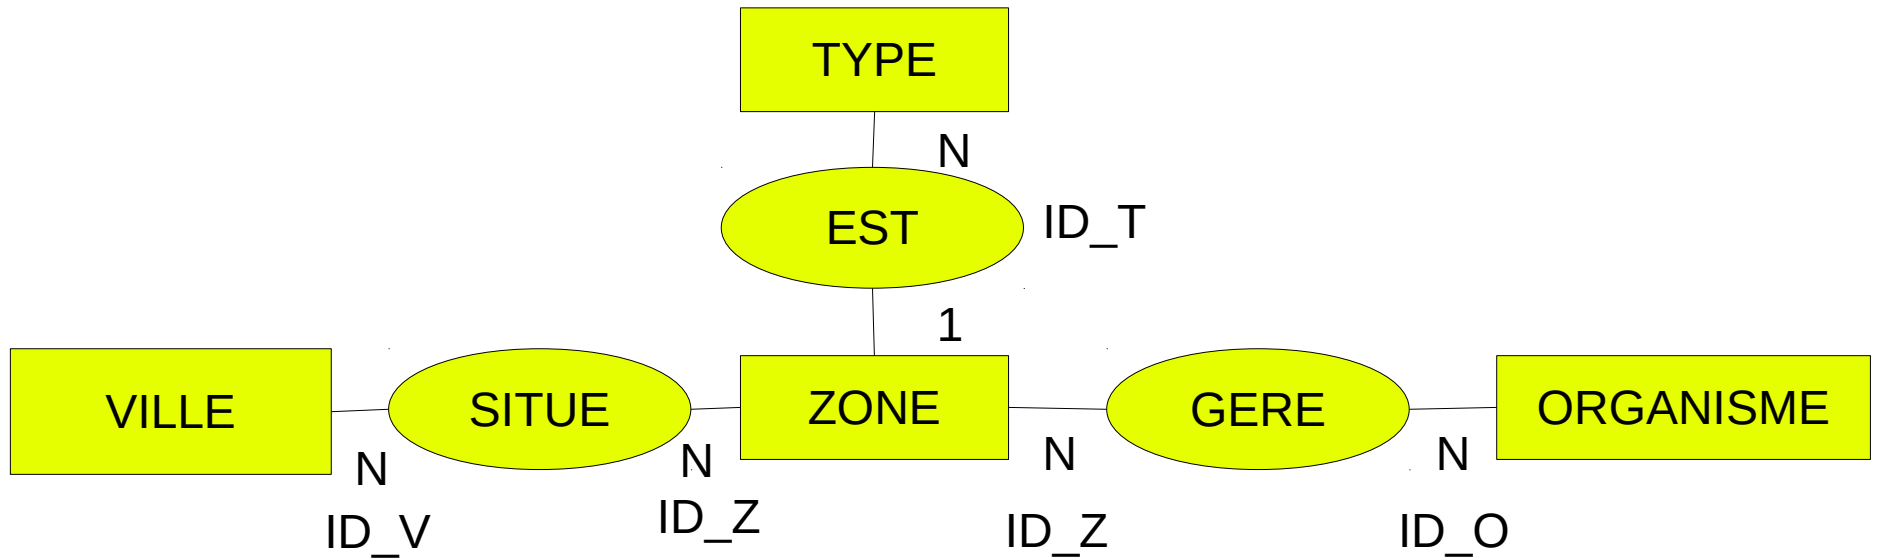 TYPE
N
EST
ID_T
1
VILLE
SITUE
ZONE
GERE
ORGANISME
N
N
N
N
ID_V
ID_Z
ID_Z
ID_O